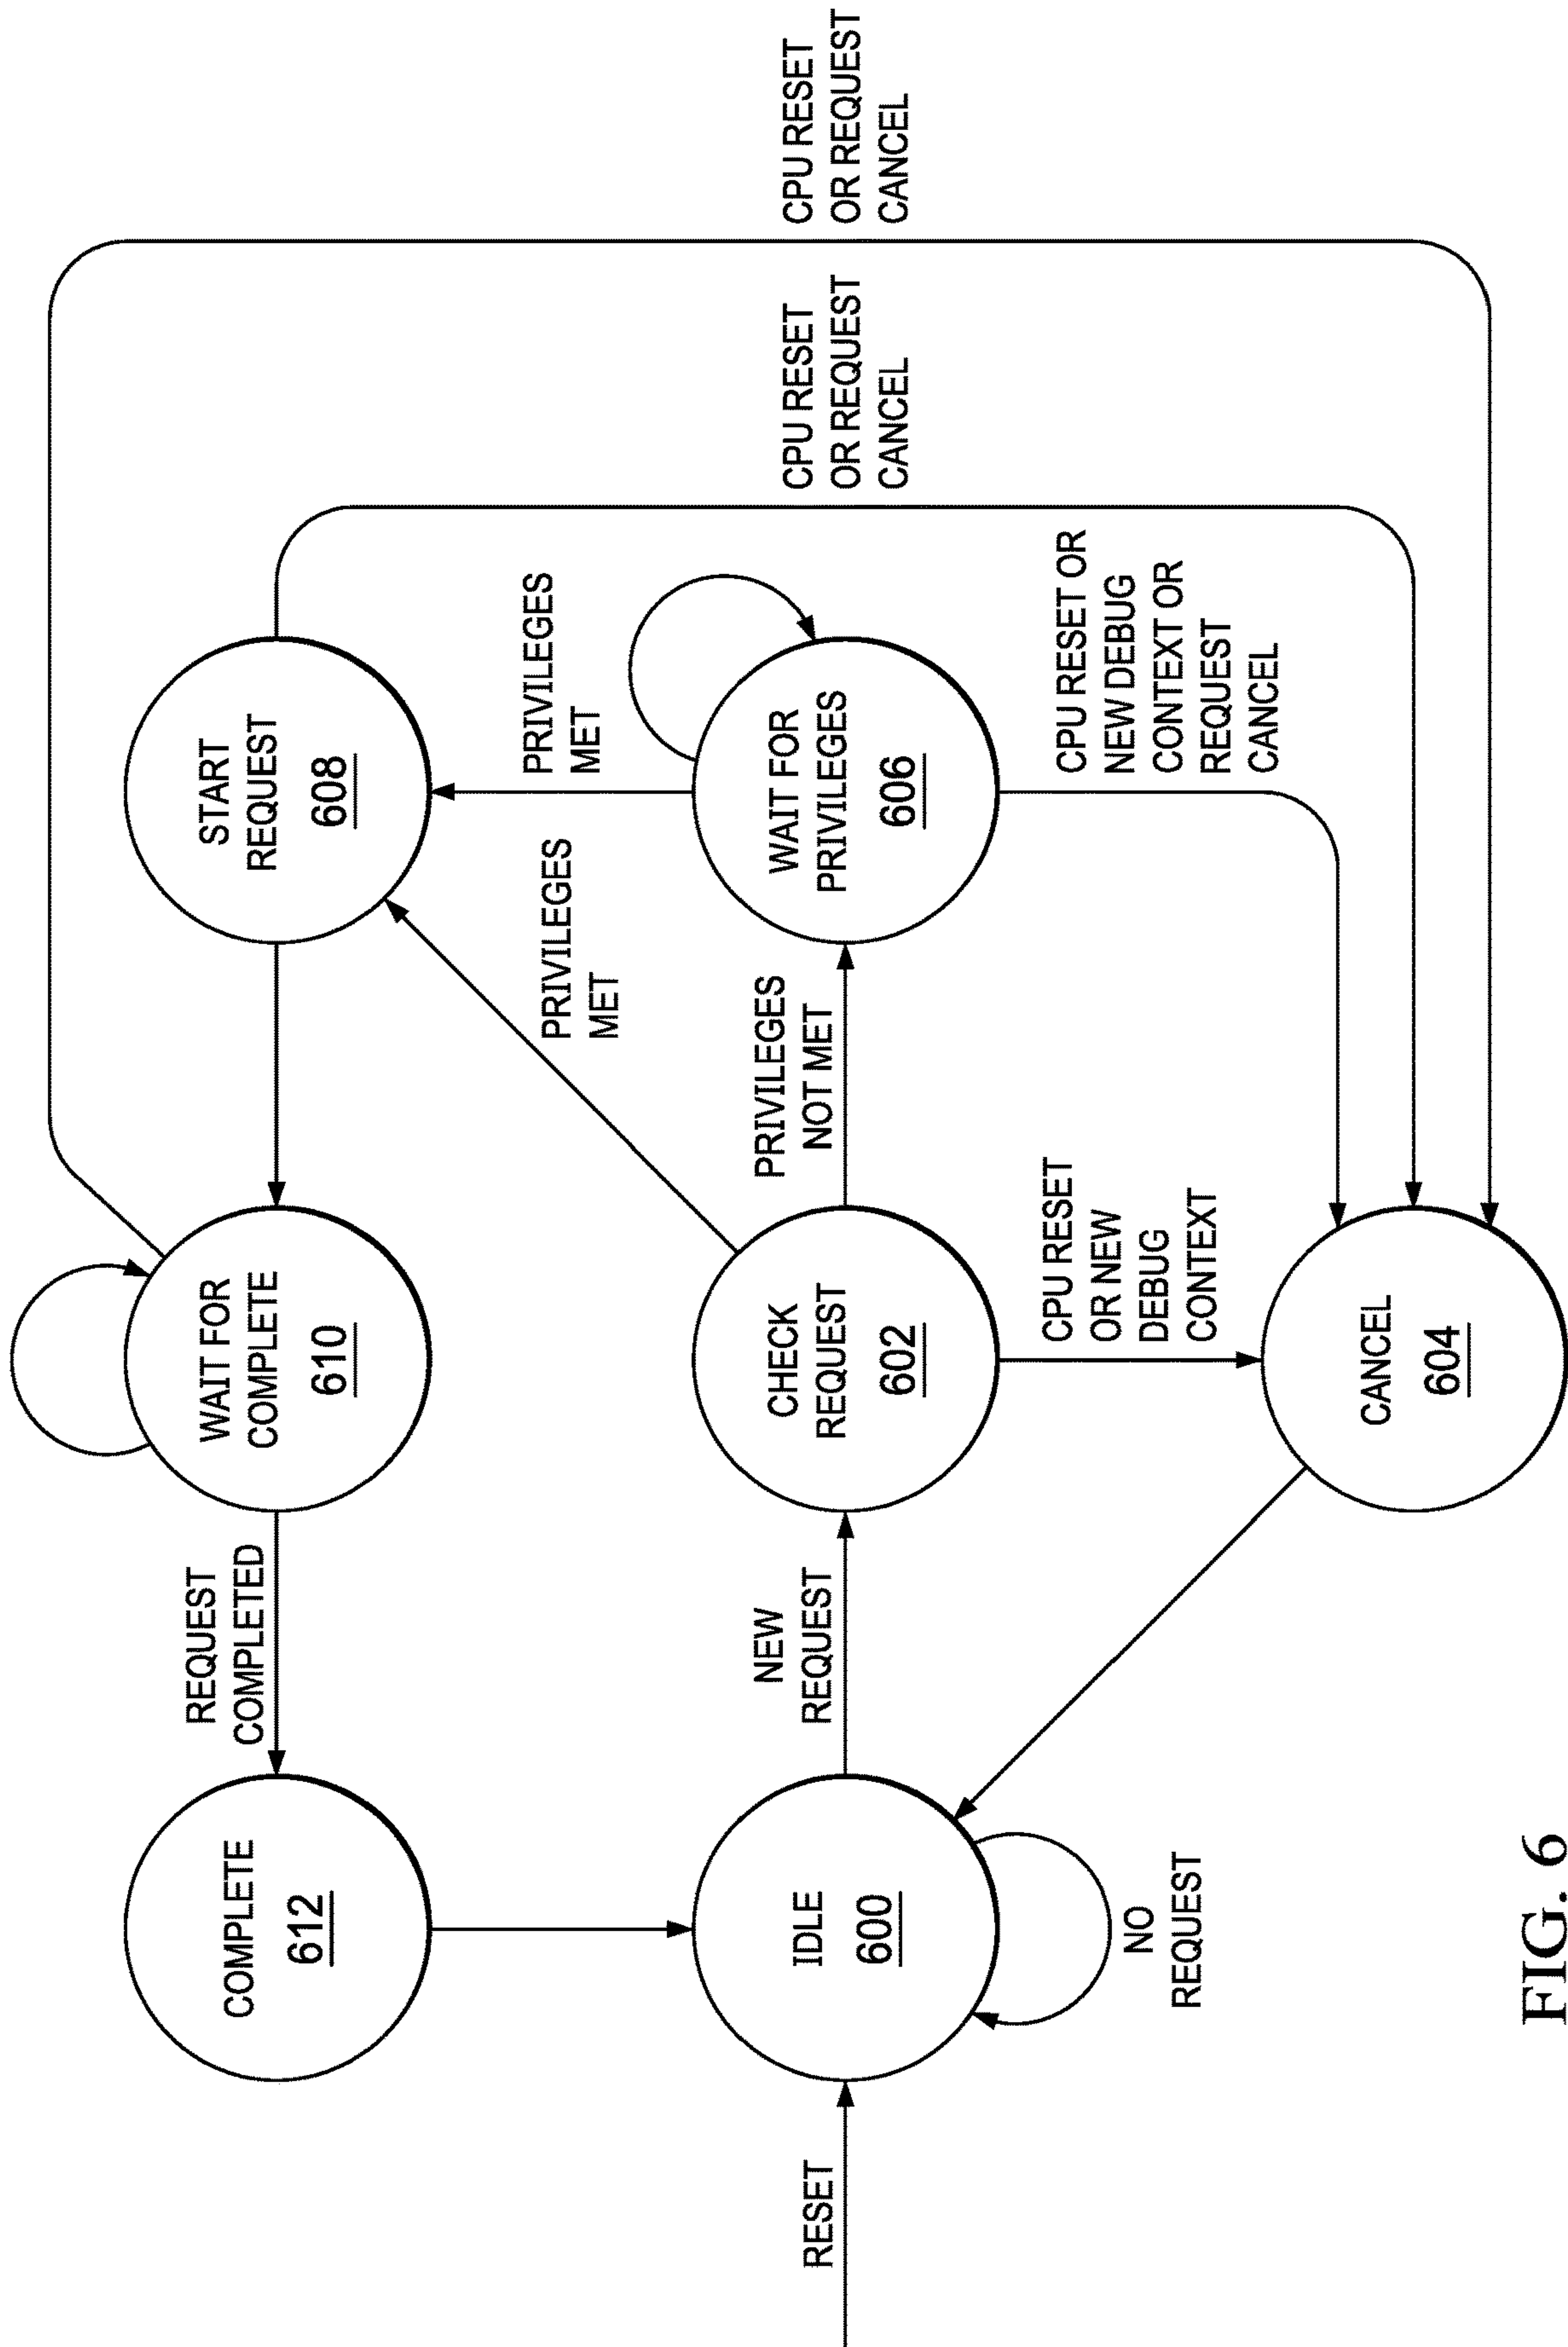 COMPLETE
612
REQUEST
COMPLETED
WAIT FOR
COMPLETE
610
START
REQUEST
608
PRIVILEGES
MET
PRIVILEGES
MET
RESET
IDLE
600
NO
REQUEST
NEW
REQUEST
CHECK
REQUEST
602
PRIVILEGES
NOT MET
WAIT FOR
PRIVILEGES
606
CPU RESET
OR REQUEST
CANCEL
CPU RESET
OR REQUEST
CANCEL
CPU RESET
OR NEW
DEBUG
CONTEXT
CPU RESET OR
NEW DEBUG
CONTEXT OR
REQUEST
CANCEL
CANCEL
604
FIG. 6